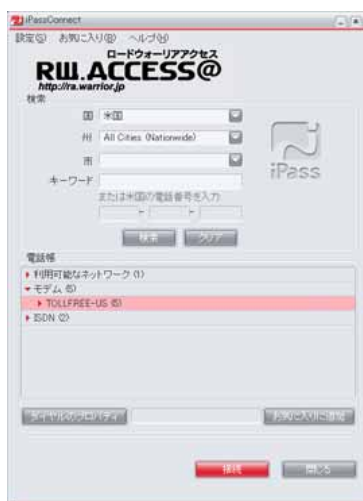 iPassConnect
設定(S) お気に入り(B) ヘルプ(H)
ロードウォーリアアクセス
RW.ACCESS@
http://ra.warrior.jp
検索
国 米国
州 All Cities (Nationwide)
市
iPass
キーワード
または米国の電話番号を入力
- -
検索 クリア
電話帳
利用可能なネットワーク (1)
モデム (5)
TOLLFREE-US (5)
ISDN (2)
ダイヤルのプロパティ お気に入りに追加
接続 閉じる